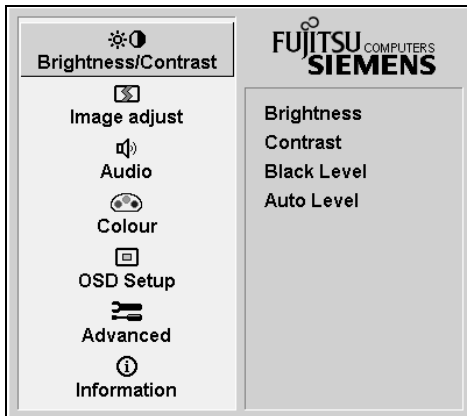 Brightness/Contrast
Image adjust
Audio
Colour
OSD Setup
Advanced
Information
FUJITSU COMPUTERS
SIEMENS
Brightness
Contrast
Black Level
Auto Level